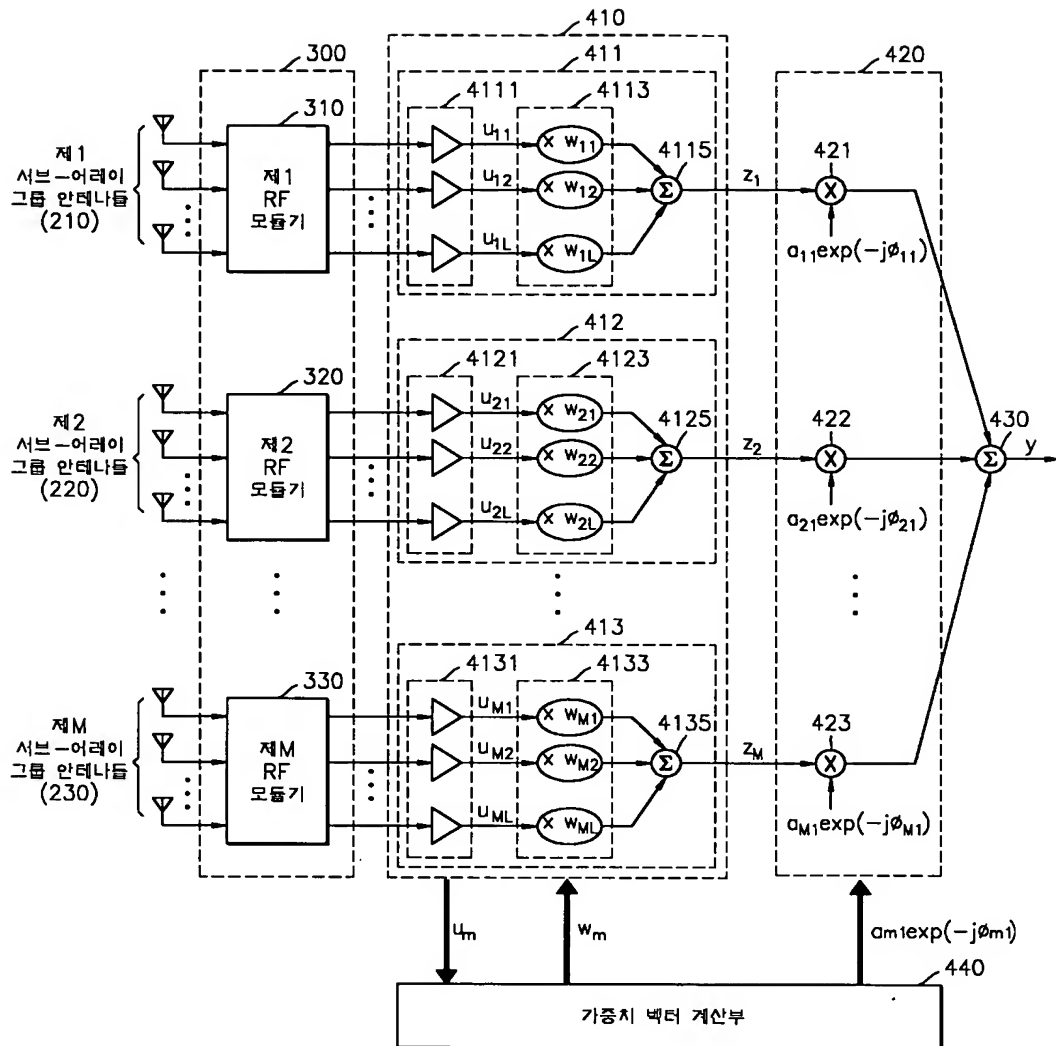 410
300
411
420
310
4111
4113
제1
서브-어레이
그룹 안테나들
(210)
제1
RF
모듈기
u11
u12
u1L
× w11
× w12
× w1L
4115
Σ
z1
421
×
a11exp(-jø11)
412
320
4121
4123
제2
서브-어레이
그룹 안테나들
(220)
제2
RF
모듈기
u21
u22
u2L
× w21
× w22
× w2L
4125
Σ
z2
422
×
a21exp(-jø21)
430
Σ
y
413
330
4131
4133
제M
서브-어레이
그룹 안테나들
(230)
제M
RF
모듈기
uM1
uM2
uML
× wM1
× wM2
× wML
4135
Σ
zM
423
×
aM1exp(-jøM1)
um
wm
am1exp(-jøm1)
440
가중치 벡터 계산부